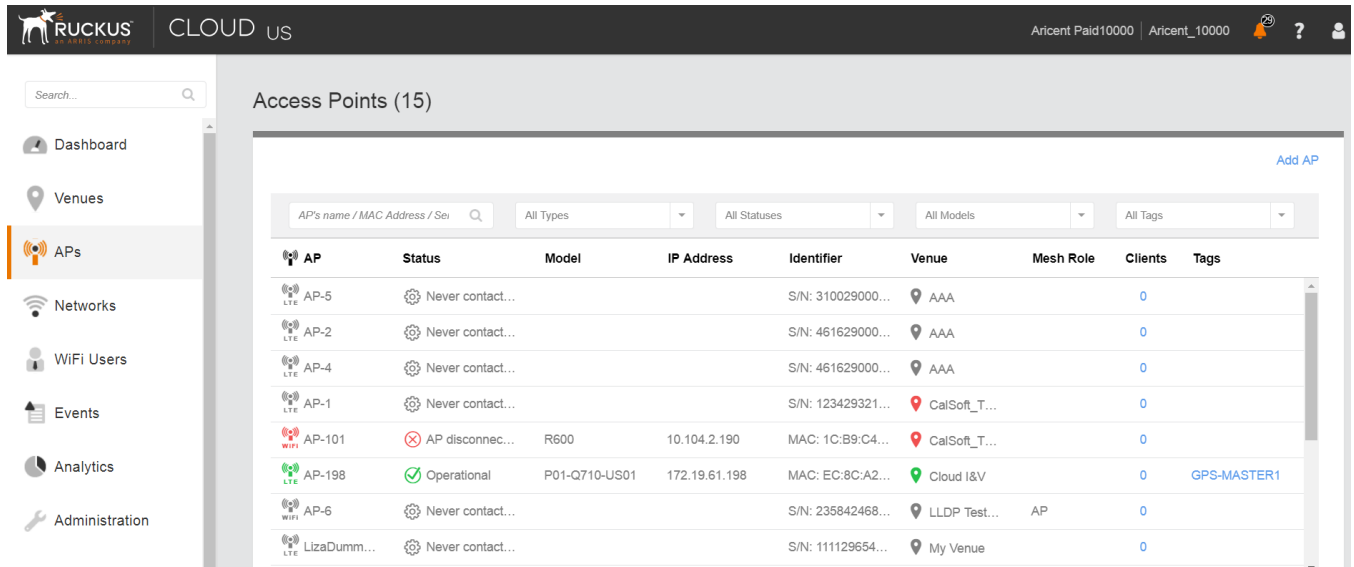 RUCKUS CLOUD US Aricent Paid10000 Aricent_10000 29 ?
an ARRIS company
Search...
Access Points (15)
Dashboard
Add AP
Venues
AP's name / MAC Address / Sei All Types All Statuses All Models All Tags
APs
AP Status Model IP Address Identifier Venue Mesh Role Clients Tags
LTE AP-5 Never contact... S/N: 310029000... AAA 0
Networks
LTE AP-2 Never contact... S/N: 461629000... AAA 0
WiFi Users
LTE AP-4 Never contact... S/N: 461629000... AAA 0
LTE AP-1 Never contact... S/N: 123429321... CalSoft_T... 0
Events
WiFi AP-101 AP disconnec... R600 10.104.2.190 MAC: 1C:B9:C4... CalSoft_T... 0
Analytics
LTE AP-198 Operational P01-Q710-US01 172.19.61.198 MAC: EC:8C:A2... Cloud I&V 0 GPS-MASTER1
WiFi AP-6 Never contact... S/N: 235842468... LLDP Test... AP 0
Administration
LTE LizaDumm... Never contact... S/N: 111129654... My Venue 0